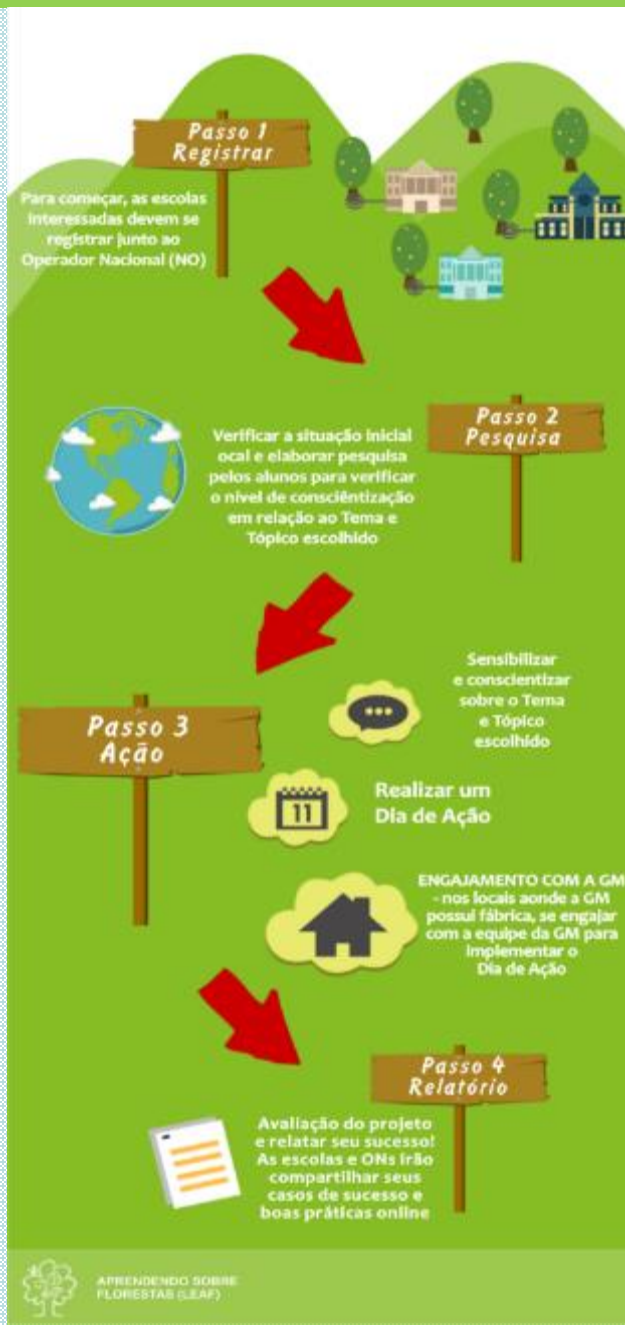 Passo 1
Registrar
Para começar, as escolas
interessadas devem se
registrar junto ao
Operador Nacional (NO)
Passo 2
Pesquisa
Verificar a situação inicial
ocal e elaborar pesquisa
pelos alunos para verificar
o nível de consciêntização
em relação ao Tema e
Tópico escolhido
Passo 3
Ação
Sensibilizar
e conscientizar
sobre o Tema
e Tópico
escolhido
11
Realizar um
Dia de Ação
ENGAJAMENTO COM A GM
- nos locais aonde a GM
possui fábrica, se engajar
com a equipe da GM para
implementar o
Dia de Ação
Passo 4
Relatório
Avaliação do projeto
e relatar seu sucesso!
As escolas e ONs irão
compartilhar seus
casos de sucesso e
boas práticas online
APRENDENDO SOBRE
FLORESTAS (LEAF)